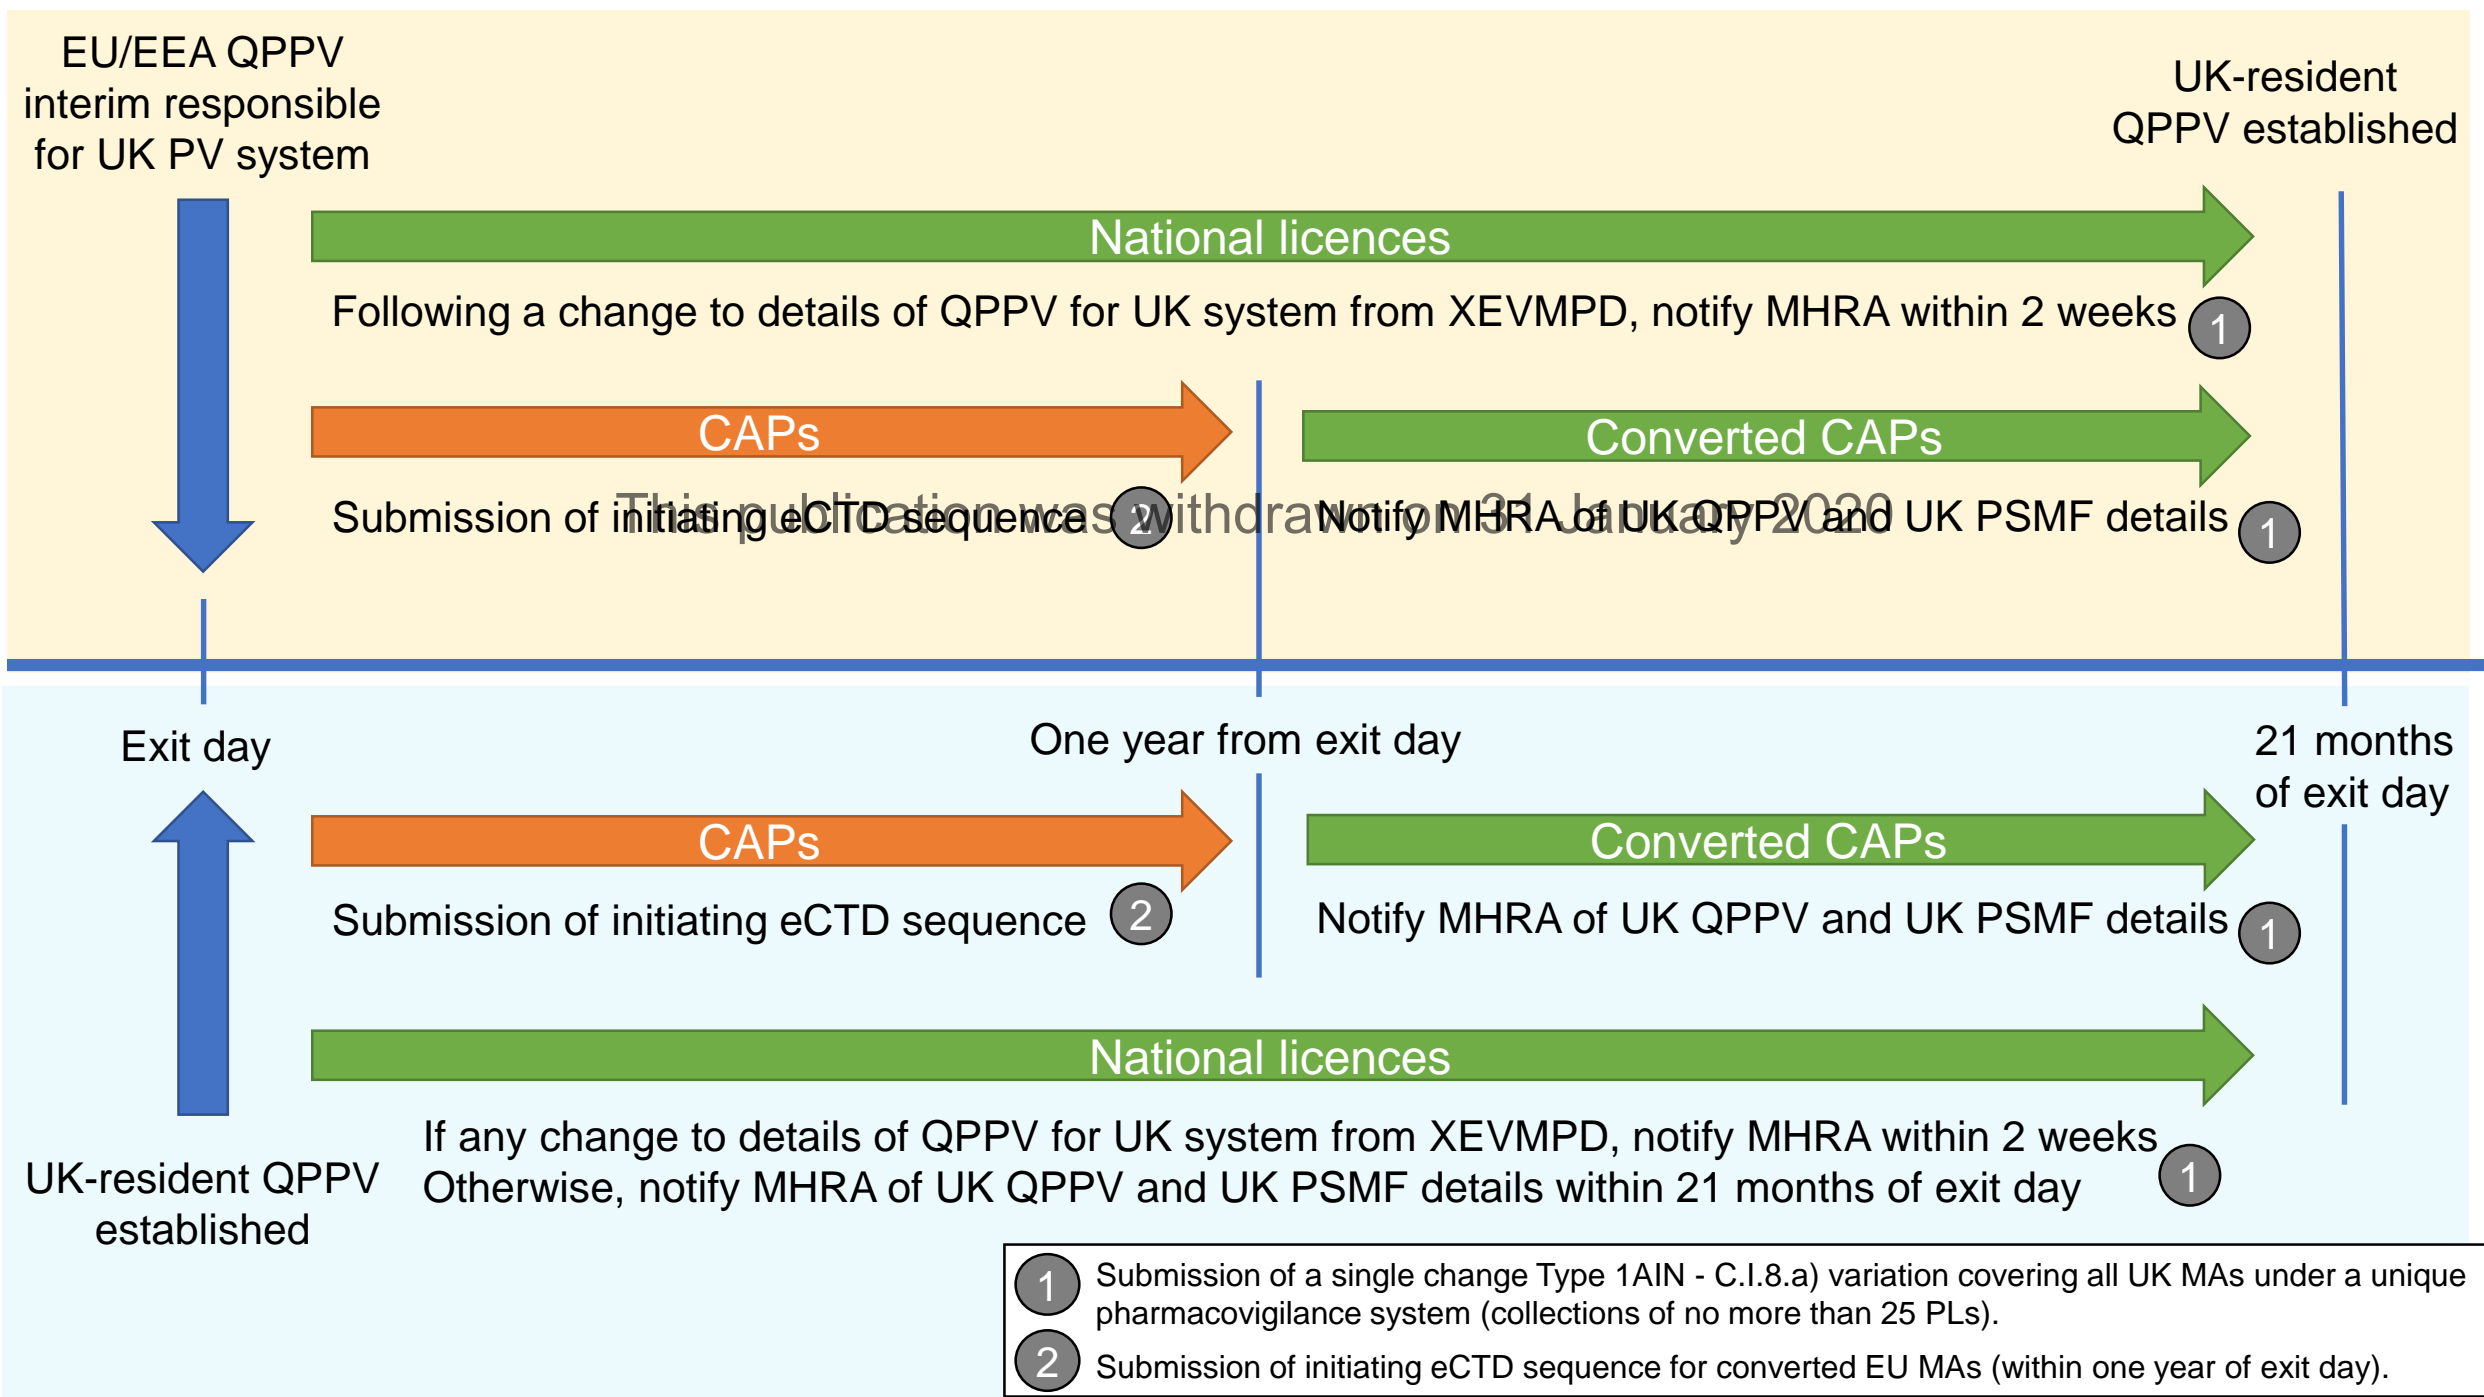 EU/EEA QPPV
interim responsible
for UK PV system
UK-resident
QPPV established
National licences
Following a change to details of QPPV for UK system from XEVMPD, notify MHRA within 2 weeks
1
CAPs
Converted CAPs
Submission of initiating eCTD sequence
2
Notify MHRA of UK QPPV and UK PSMF details
1
This publication was withdrawn on 31 January 2020
Exit day
One year from exit day
21 months
of exit day
CAPs
Converted CAPs
Submission of initiating eCTD sequence
2
Notify MHRA of UK QPPV and UK PSMF details
1
National licences
If any change to details of QPPV for UK system from XEVMPD, notify MHRA within 2 weeks
Otherwise, notify MHRA of UK QPPV and UK PSMF details within 21 months of exit day
1
UK-resident QPPV
established
1 Submission of a single change Type 1AIN - C.I.8.a) variation covering all UK MAs under a unique
pharmacovigilance system (collections of no more than 25 PLs).
2 Submission of initiating eCTD sequence for converted EU MAs (within one year of exit day).